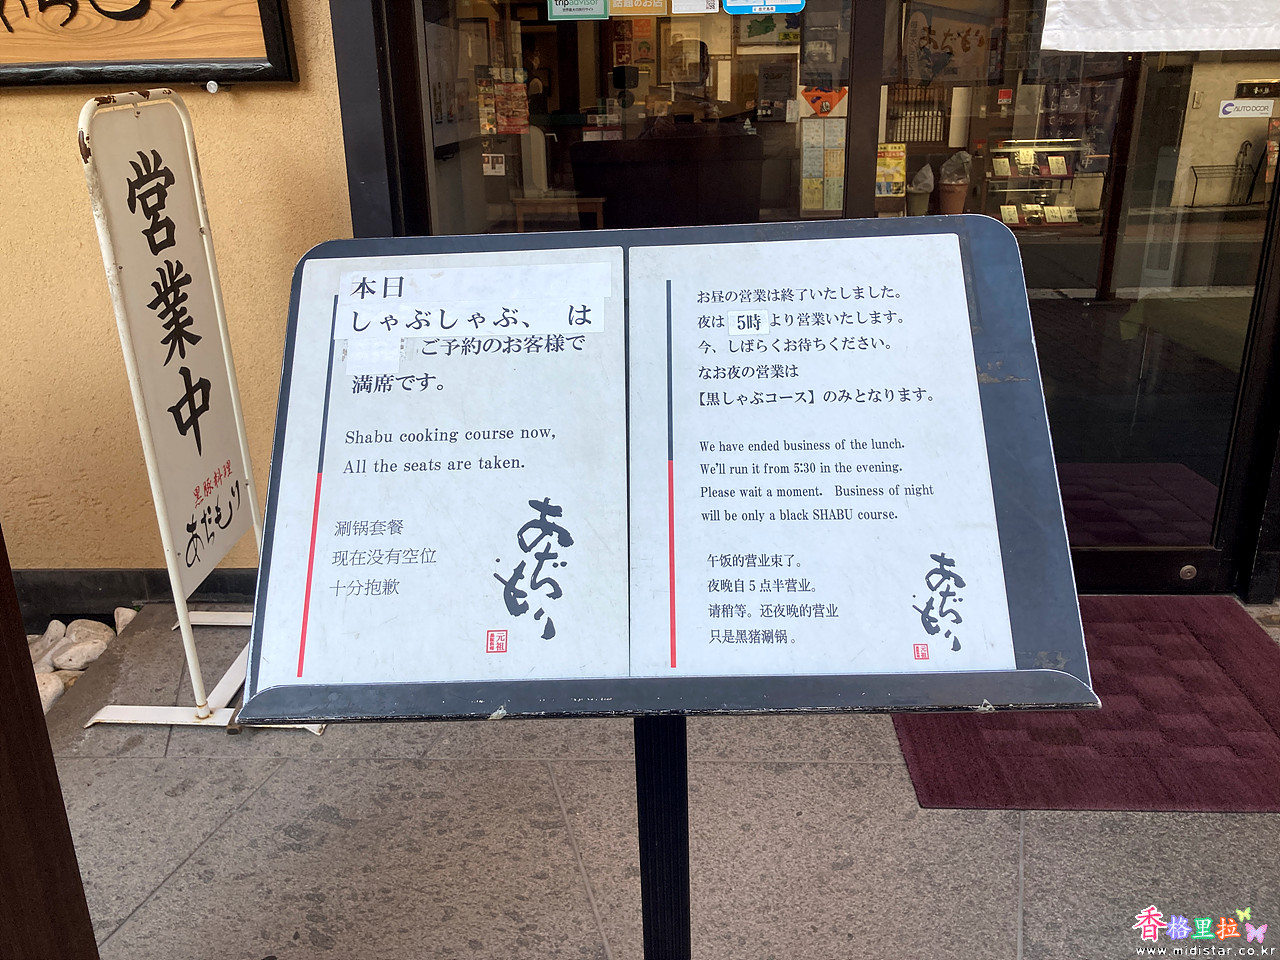 tripadvisor
話題のお店
営業中
黒豚料理
あぢもり
本日
しゃぶしゃぶ、 は
ご予約のお客様で
満席です。
Shabu cooking course now,
All the seats are taken.
涮锅套餐
现在没有空位
十分抱歉
あぢもり
元祖
お昼の営業は終了いたしました。
夜は 5時 より営業いたします。
今、しばらくお待ちください。
なお夜の営業は
【黒しゃぶコース】のみとなります。
We have ended business of the lunch.
We'll run it from 5:30 in the evening.
Please wait a moment. Business of night
will be only a black SHABU course.
午饭的营业束了。
夜晚自5点半营业。
请稍等。还夜晚的营业
只是黑猪涮锅。
あぢもり
元祖
AUTO DOOR
香格里拉
www.midistar.co.kr